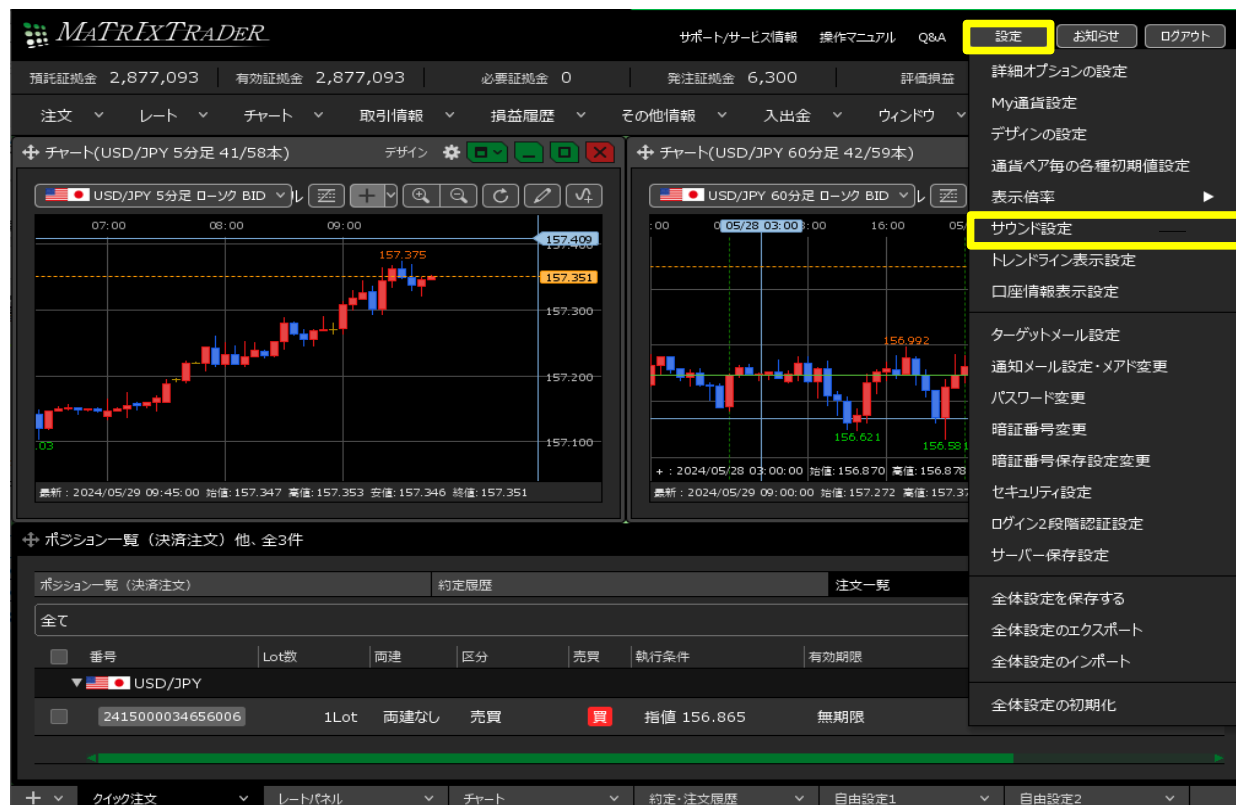 MATRIXTRADER
サポート/サービス情報 操作マニュアル Q&A 設定 お知らせ ログアウト
預託証拠金 2,877,093 有効証拠金 2,877,093 必要証拠金 0 発注証拠金 6,300 評価損益
注文 レート チャート 取引情報 損益履歴 その他情報 入出金 ウィンドウ
詳細オプションの設定
My通貨設定
デザインの設定
通貨ペア毎の各種初期値設定
表示倍率
サウンド設定
トレンドライン表示設定
口座情報表示設定
ターゲットメール設定
通知メール設定・メアド変更
パスワード変更
暗証番号変更
暗証番号保存設定変更
セキュリティ設定
ログイン2段階認証設定
サーバー保存設定
全体設定を保存する
全体設定のエクスポート
全体設定のインポート
全体設定の初期化
チャート(USD/JPY 5分足 41/58本) デザイン
USD/JPY 5分足 ローソク BID ル
07:00 08:00 09:00
157.409
157.400
157.375
157.351
157.300
157.200
157.100
.03
最新 : 2024/05/29 09:45:00 始値:157.347 高値:157.353 安値:157.346 終値:157.351
チャート(USD/JPY 60分足 42/59本)
USD/JPY 60分足 ローソク BID ル
:00 0 05/28 03:00 :00 16:00 05/
156.992
156.621
156.581
+ : 2024/05/28 03:00:00 始値:156.870 高値:156.878
最新 : 2024/05/29 09:00:00 始値:157.272 高値:157.37
ポジション一覧（決済注文）他、全3件
ポジション一覧（決済注文） 約定履歴 注文一覧
全て
番号 Lot数 両建 区分 売買 執行条件 有効期限
USD/JPY
2415000034656006 1Lot 両建なし 売買 買 指値 156.865 無期限
クイック注文 レートパネル チャート 約定・注文履歴 自由設定1 自由設定2